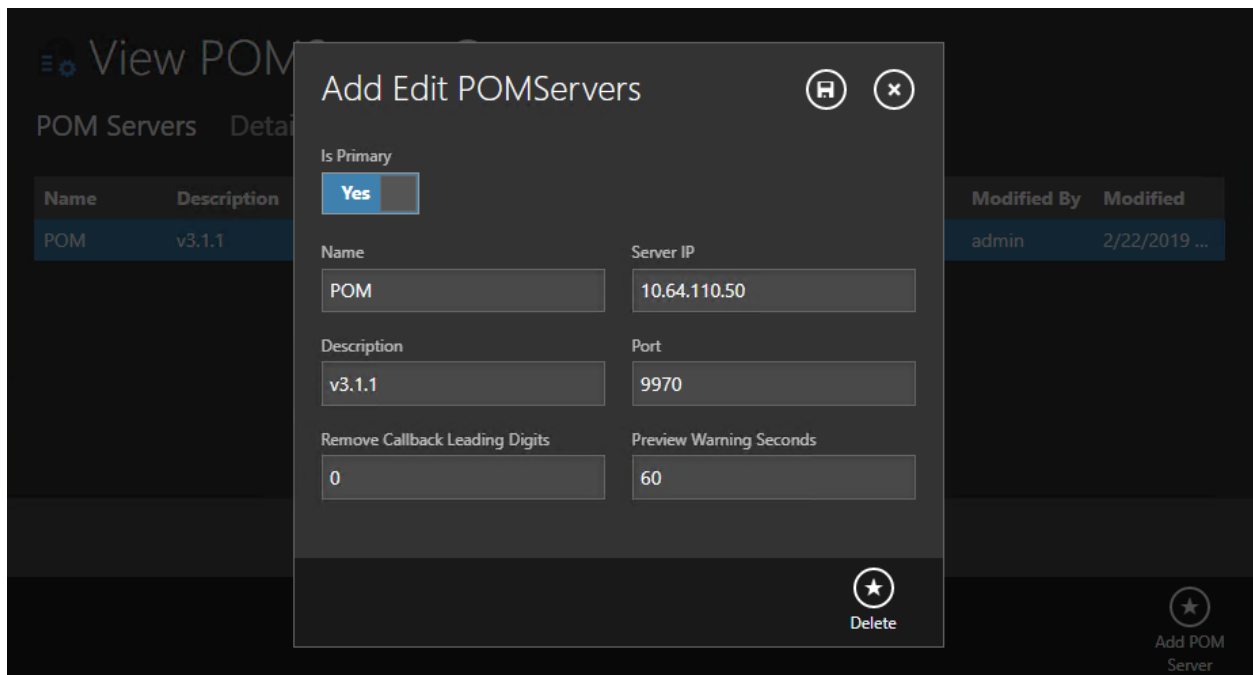 View POM
Add Edit POMServers
POM Servers Detai
Is Primary
Yes
Name Description Modified By Modified
POM v3.1.1 admin 2/22/2019 ...
Name Server IP
POM 10.64.110.50
Description Port
v3.1.1 9970
Remove Callback Leading Digits Preview Warning Seconds
0 60
Delete
Add POM
Server